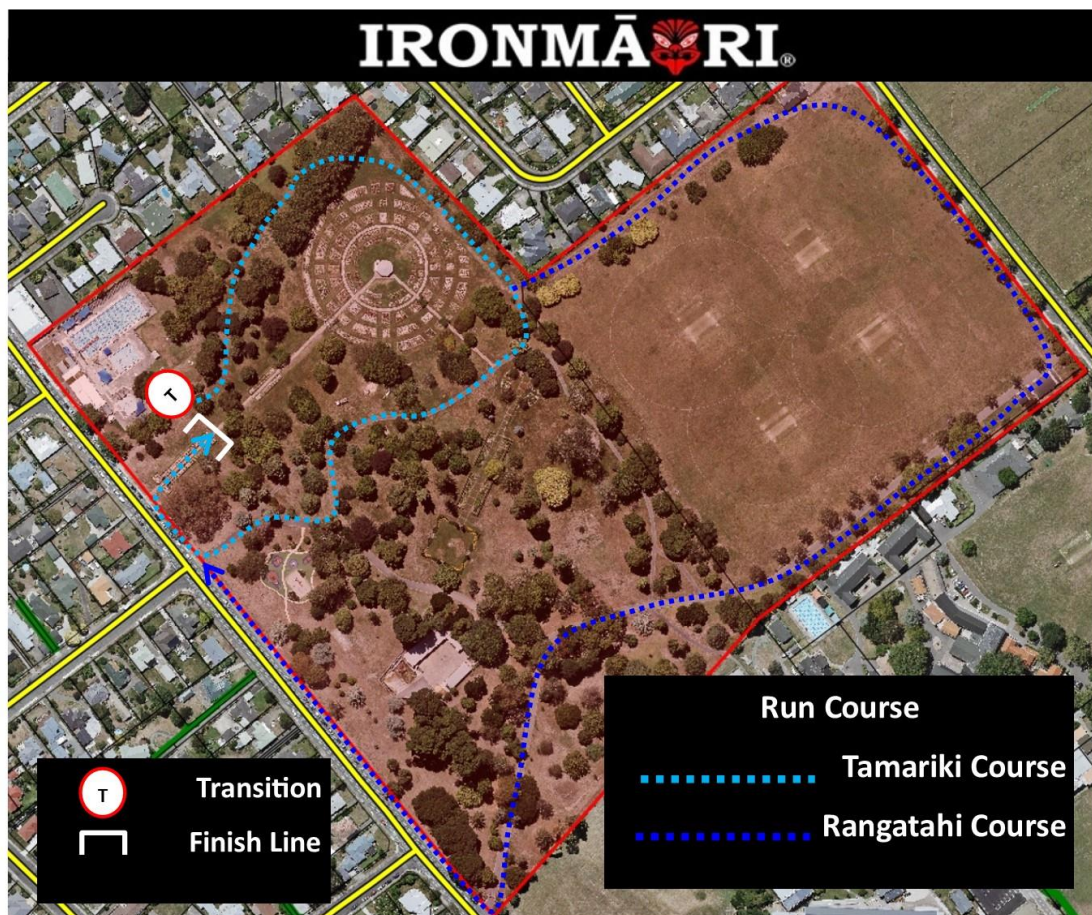 IRONMĀORI®
T
T
Transition
Finish Line
Run Course
Tamariki Course
Rangatahi Course